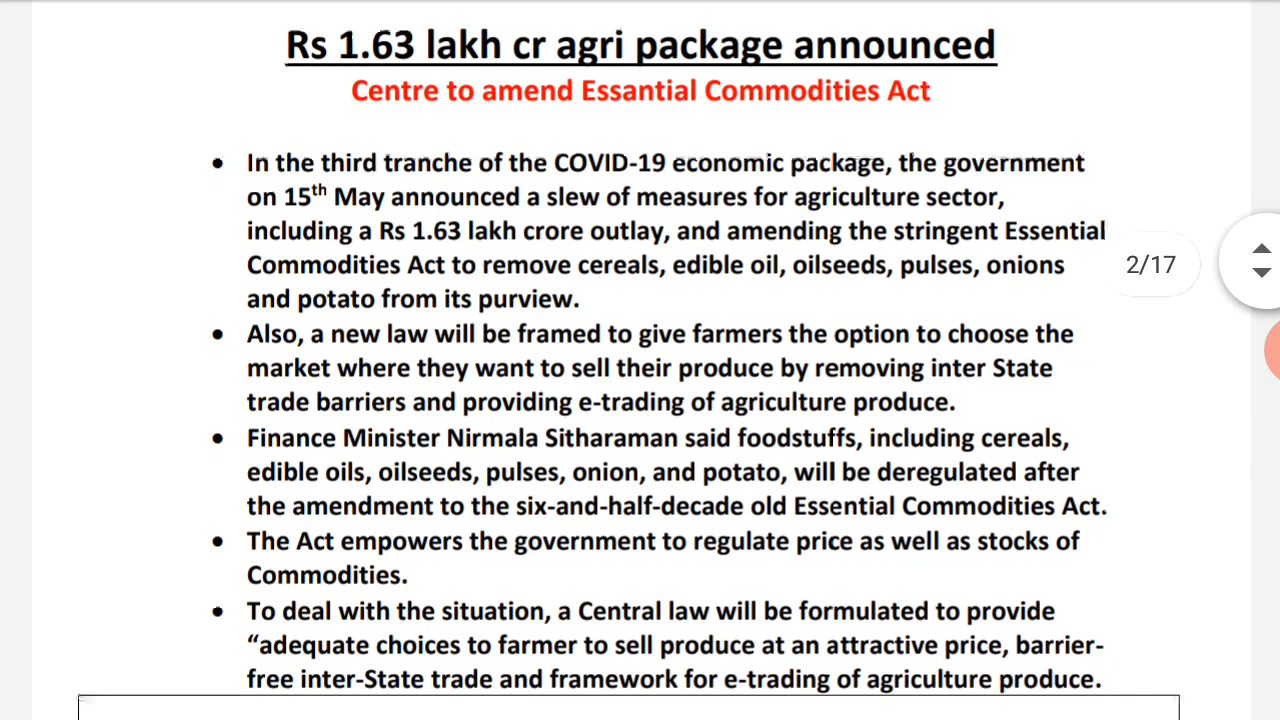 Rs 1.63 lakh cr agri package announced
Centre to amend Essantial Commodities Act
• In the third tranche of the COVID-19 economic package, the government
on 15th May announced a slew of measures for agriculture sector,
including a Rs 1.63 lakh crore outlay, and amending the stringent Essential
Commodities Act to remove cereals, edible oil, oilseeds, pulses, onions
and potato from its purview.
2/17
• Also, a new law will be framed to give farmers the option to choose the
market where they want to sell their produce by removing inter State
trade barriers and providing e-trading of agriculture produce.
• Finance Minister Nirmala Sitharaman said foodstuffs, including cereals,
edible oils, oilseeds, pulses, onion, and potato, will be deregulated after
the amendment to the six-and-half-decade old Essential Commodities Act.
• The Act empowers the government to regulate price as well as stocks of
Commodities.
• To deal with the situation, a Central law will be formulated to provide
“adequate choices to farmer to sell produce at an attractive price, barrier-
free inter-State trade and framework for e-trading of agriculture produce.